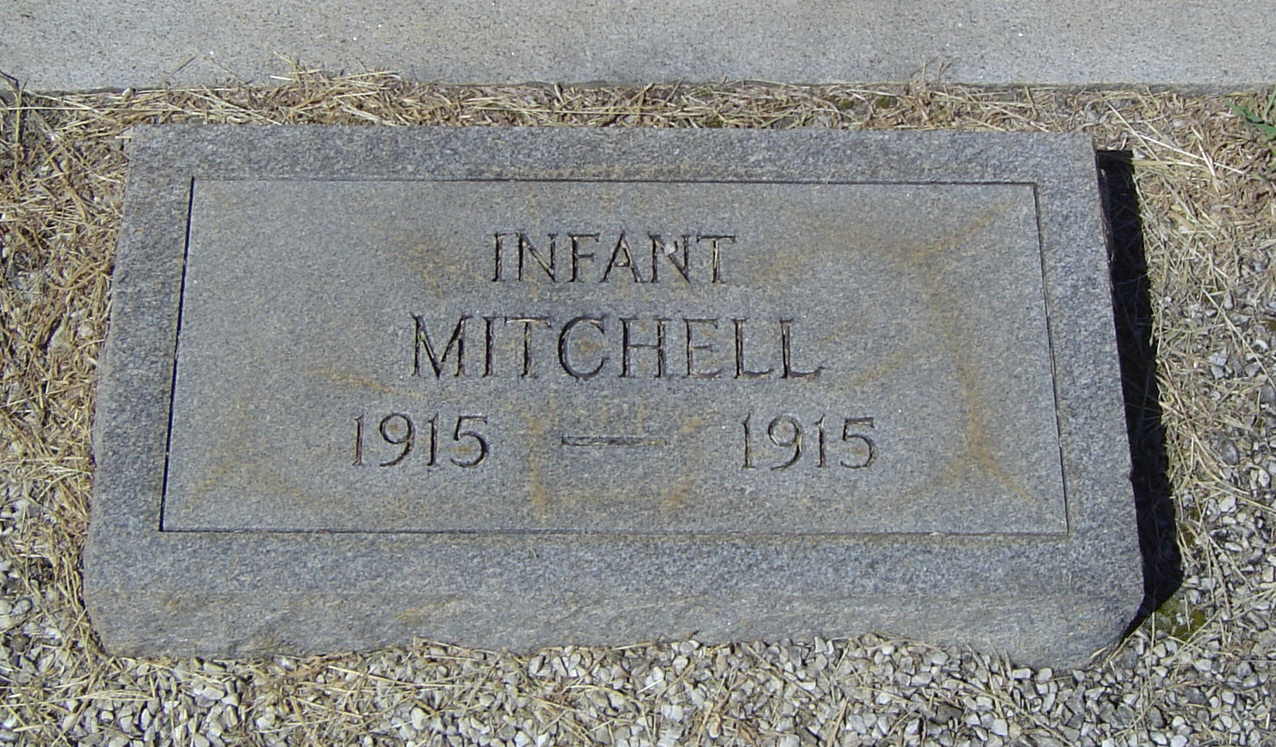 INFANT
MITCHELL
1915 — 1915